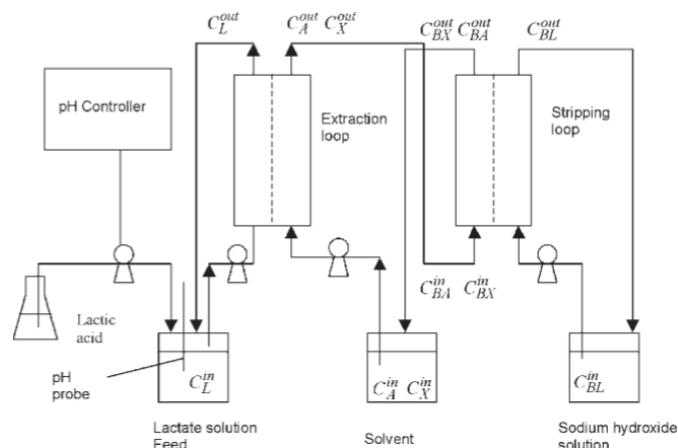 C_L^out
C_A^out C_X^out
C_BX^out C_BA^out
C_BL^out
pH Controller
Extraction
loop
Stripping
loop
C_BA^in C_BX^in
Lactic
acid
pH
probe
C_L^in
C_A^in C_X^in
C_BL^in
Lactate solution
Feed
Solvent
Sodium hydroxide
solution